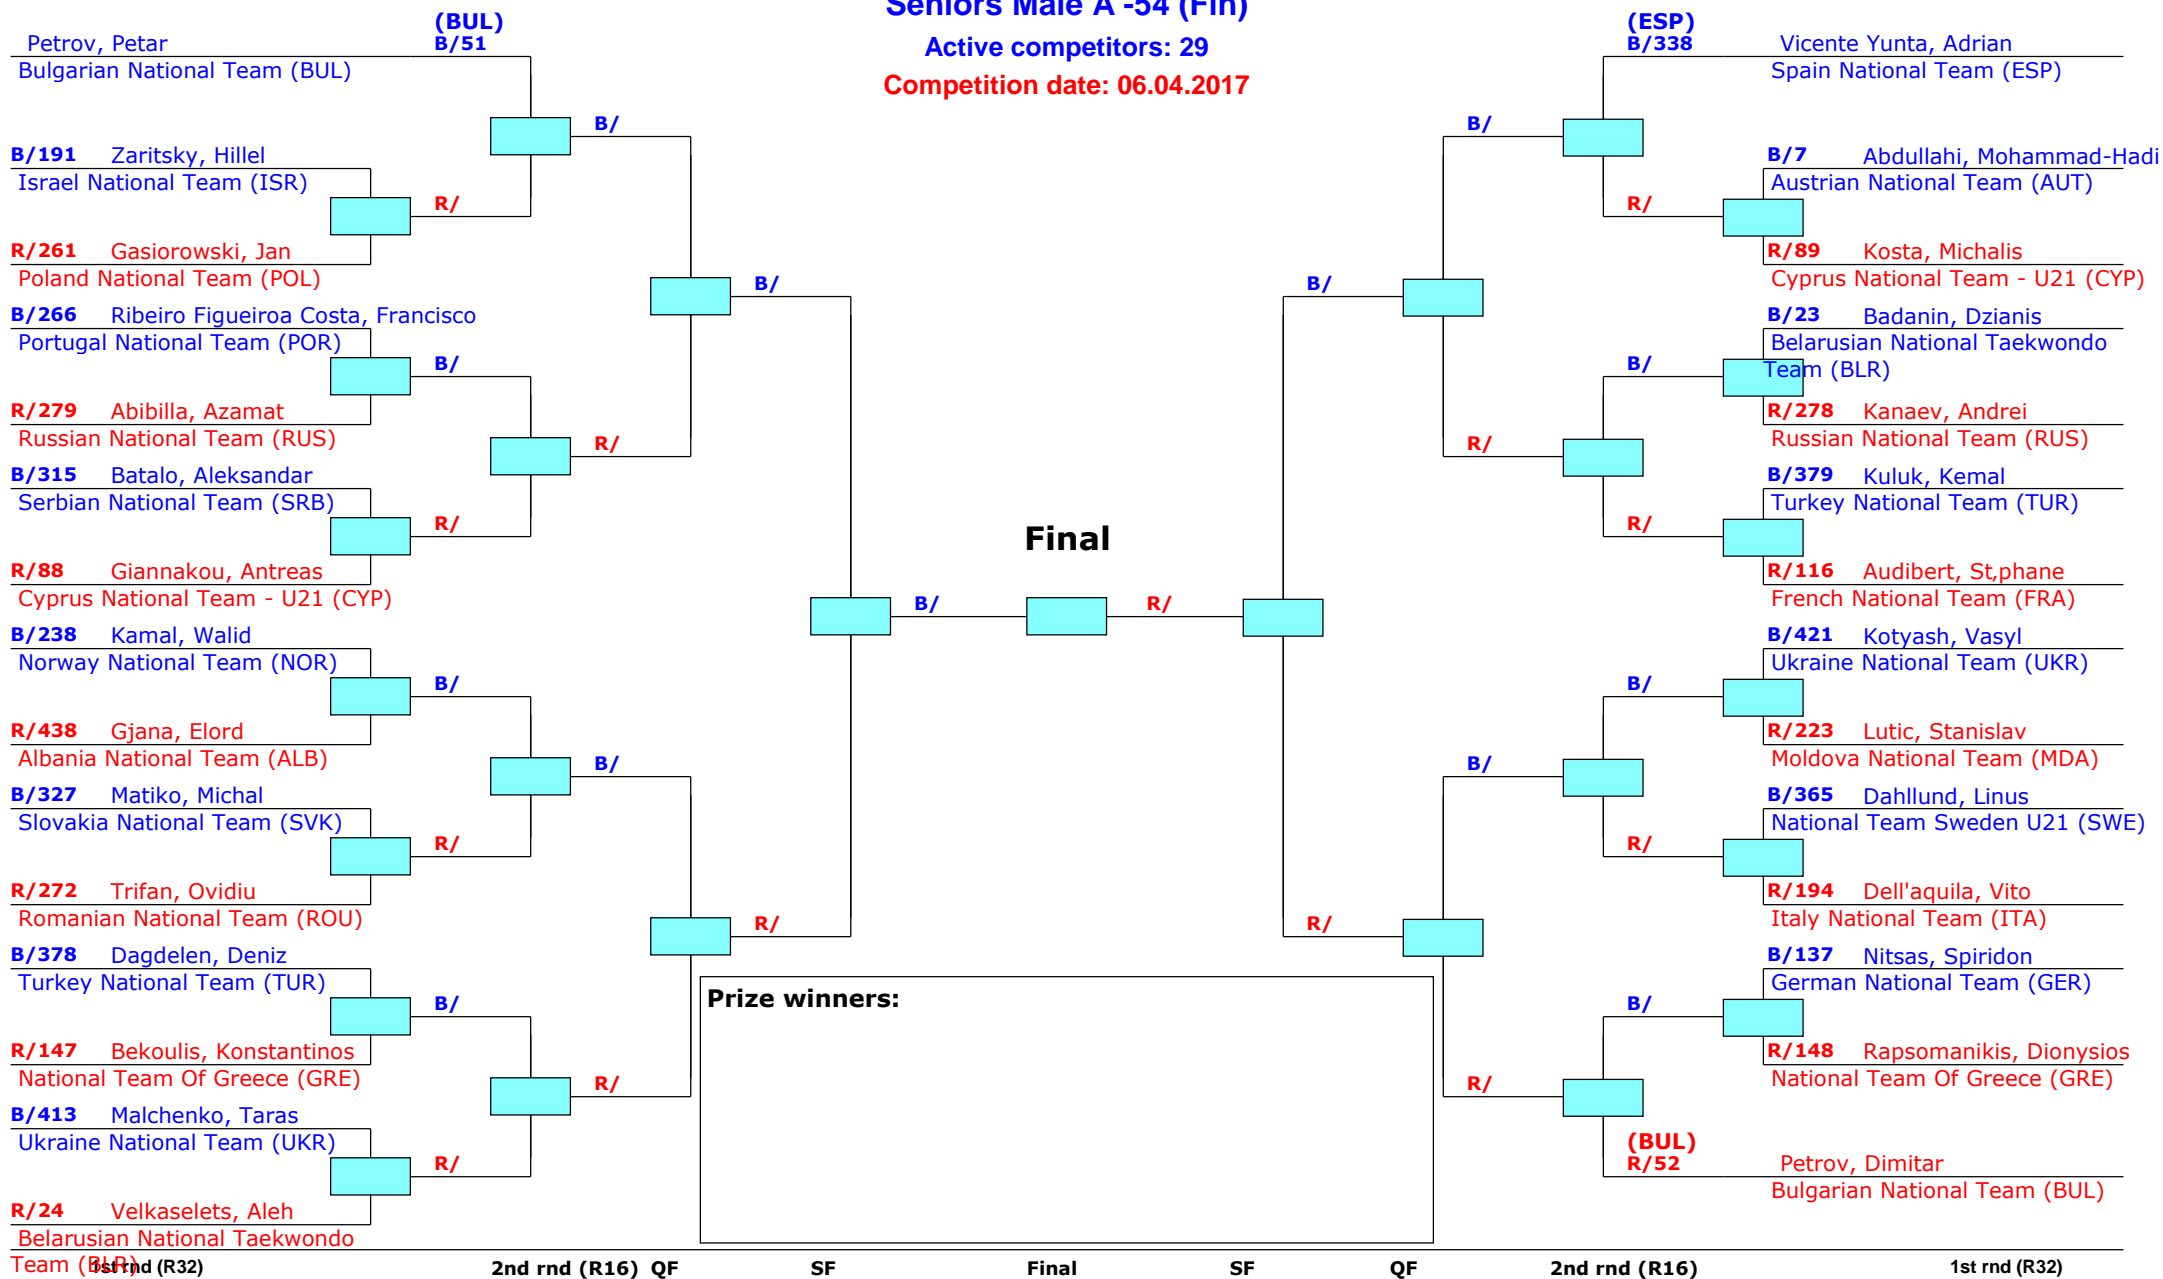 Seniors Male A -54 (Fin)
Active competitors: 29
Competition date: 06.04.2017
(BUL)
Petrov, Petar B/51
Bulgarian National Team (BUL)
B/
B/191 Zaritsky, Hillel
Israel National Team (ISR)
R/
R/261 Gasiorowski, Jan
Poland National Team (POL)
B/
B/266 Ribeiro Figueiroa Costa, Francisco
Portugal National Team (POR)
B/
R/279 Abibilla, Azamat
Russian National Team (RUS)
R/
B/315 Batalo, Aleksandar
Serbian National Team (SRB)
R/
R/88 Giannakou, Antreas
Cyprus National Team - U21 (CYP)
B/
B/238 Kamal, Walid
Norway National Team (NOR)
B/
R/438 Gjana, Elord
Albania National Team (ALB)
B/
B/327 Matiko, Michal
Slovakia National Team (SVK)
R/
R/272 Trifan, Ovidiu
Romanian National Team (ROU)
R/
B/378 Dagdelen, Deniz
Turkey National Team (TUR)
B/
R/147 Bekoulis, Konstantinos
National Team Of Greece (GRE)
R/
B/413 Malchenko, Taras
Ukraine National Team (UKR)
R/
R/24 Velkaselets, Aleh
Belarusian National Taekwondo
Team (BLR)
Final
R/
Prize winners:
(ESP)
B/338 Vicente Yunta, Adrian
Spain National Team (ESP)
B/
B/7 Abdullahi, Mohammad-Hadi
Austrian National Team (AUT)
R/
R/89 Kosta, Michalis
Cyprus National Team - U21 (CYP)
B/
B/23 Badanin, Dzianis
Belarusian National Taekwondo
Team (BLR)
B/
R/278 Kanaev, Andrei
Russian National Team (RUS)
R/
B/379 Kuluk, Kemal
Turkey National Team (TUR)
R/
R/116 Audibert, St‚phane
French National Team (FRA)
B/421 Kotyash, Vasyl
Ukraine National Team (UKR)
B/
R/223 Lutic, Stanislav
Moldova National Team (MDA)
B/
B/365 Dahllund, Linus
National Team Sweden U21 (SWE)
R/
R/194 Dell'aquila, Vito
Italy National Team (ITA)
R/
B/137 Nitsas, Spiridon
German National Team (GER)
B/
R/148 Rapsomanikis, Dionysios
National Team Of Greece (GRE)
R/
(BUL)
R/52 Petrov, Dimitar
Bulgarian National Team (BUL)
1st rnd (R32) 2nd rnd (R16) QF SF Final SF QF 2nd rnd (R16) 1st rnd (R32)